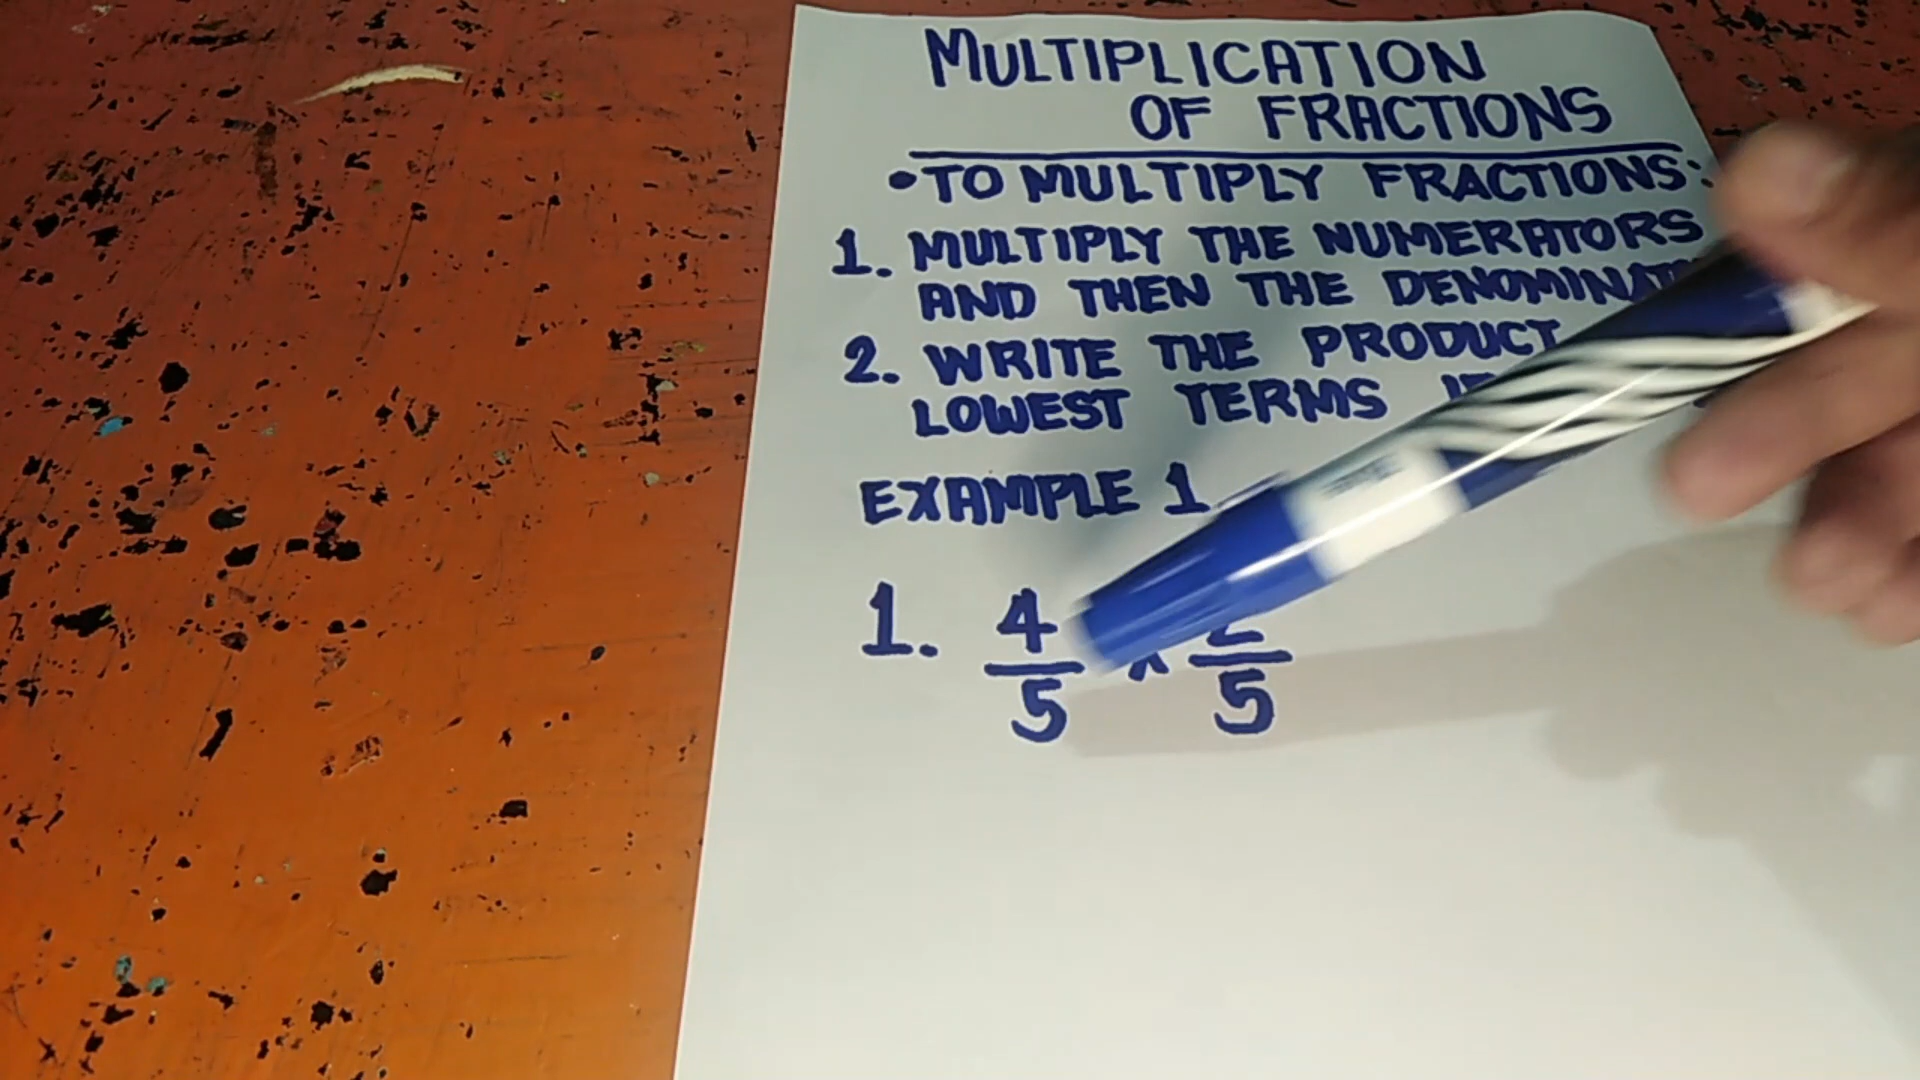 MULTIPLICATION
OF FRACTIONS
•TO MULTIPLY FRACTIONS:
1. MULTIPLY THE NUMERATORS
AND THEN THE
2. WRITE THE PRODUCT
LOWEST TERMS
EXAMPLE 1
1. 4/5 × /5